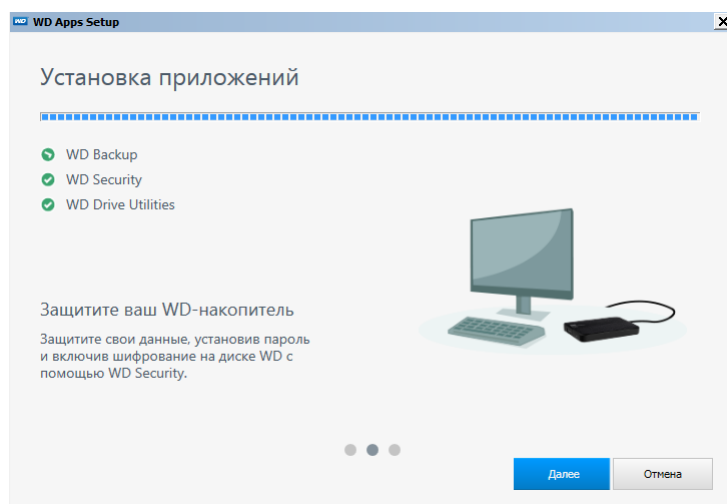 WD WD Apps Setup
Установка приложений
WD Backup
WD Security
WD Drive Utilities
Защитите ваш WD-накопитель
Защитите свои данные, установив пароль
и включив шифрование на диске WD с
помощью WD Security.
Далее Отмена